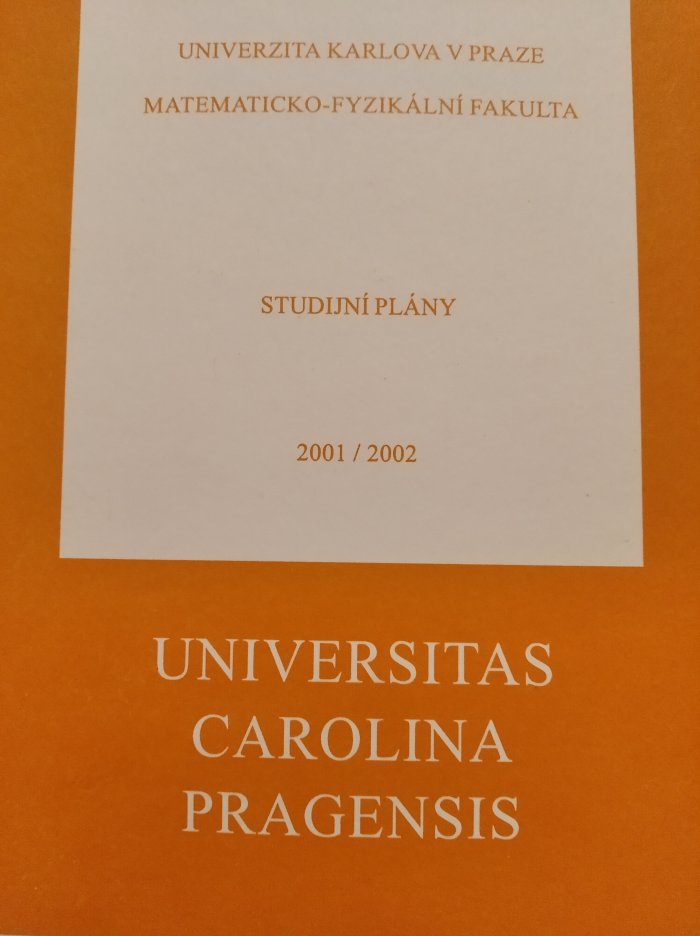 UNIVERZITA KARLOVA V PRAZE
MATEMATICKO-FYZIKÁLNÍ FAKULTA
STUDIJNÍ PLÁNY
2001 / 2002
UNIVERSITAS
CAROLINA
PRAGENSIS